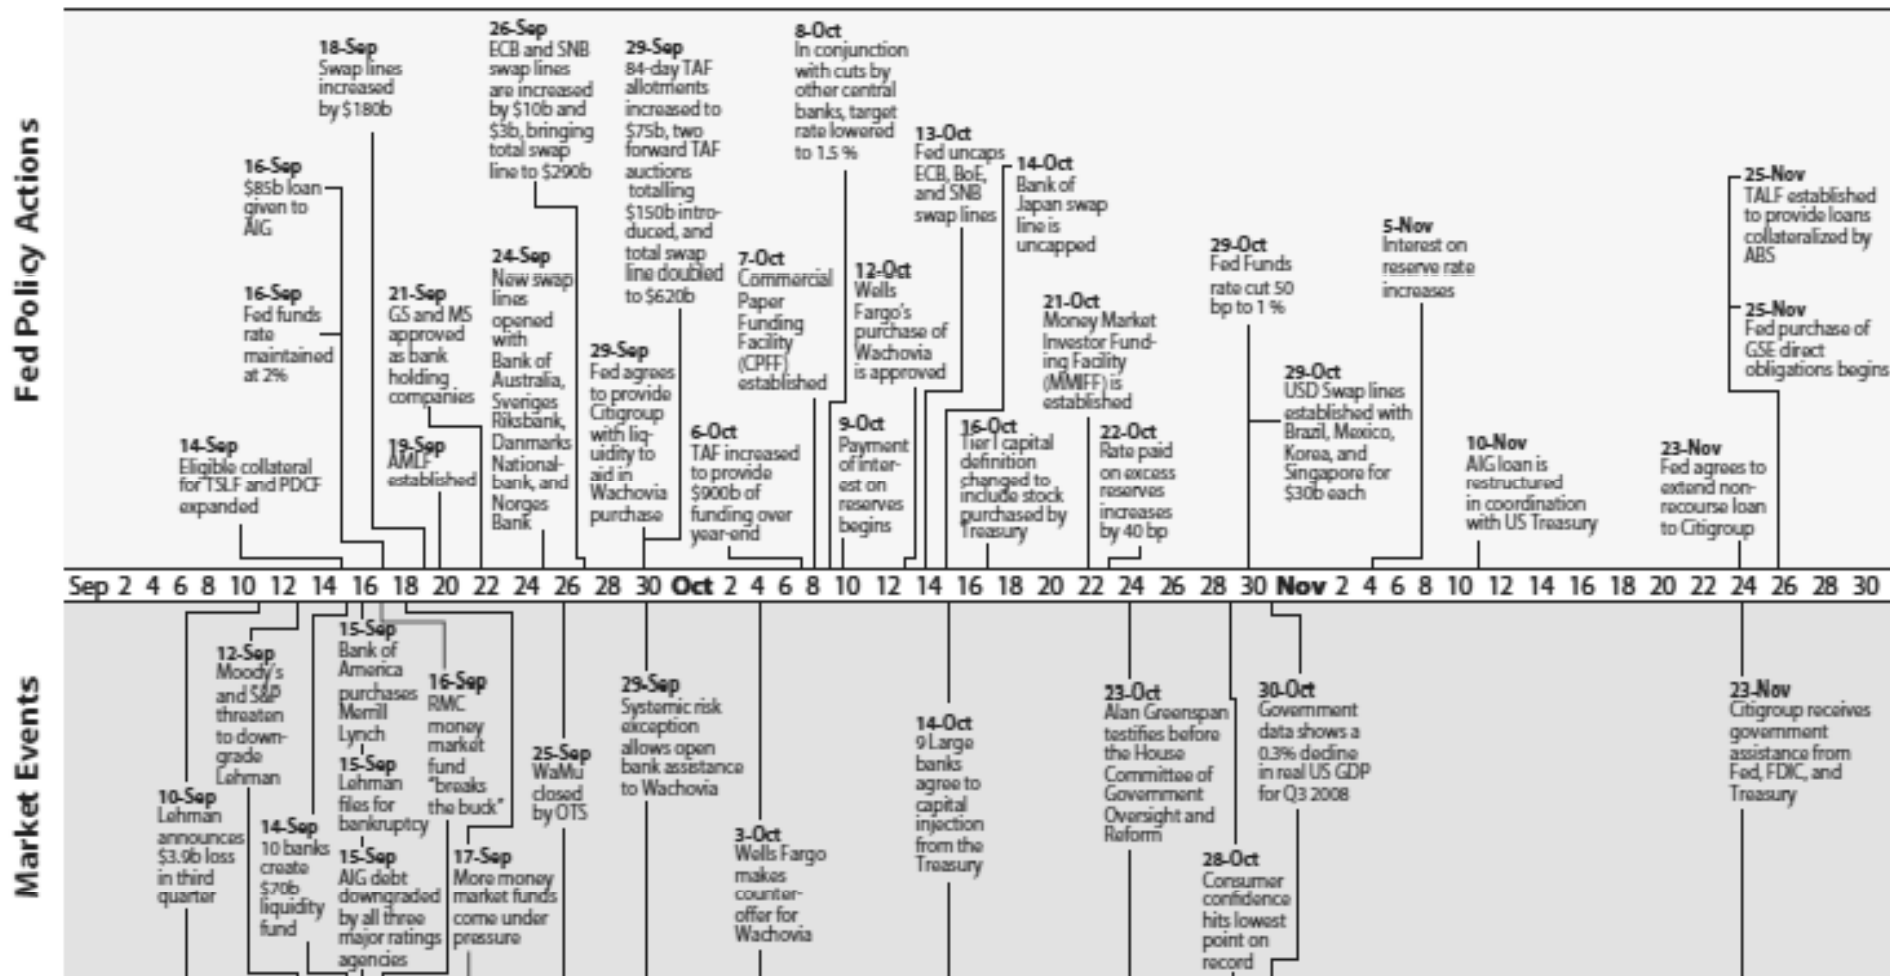 Fed Policy Actions
18-Sep
Swap lines
increased
by $180b
26-Sep
ECB and SNB
swap lines
are increased
by $10b and
$3b, bringing
total swap
line to $290b
29-Sep
84-day TAF
allotments
increased to
$75b, two
forward TAF
auctions
totalling
$150b intro-
duced, and
total swap
line doubled
to $620b
8-Oct
In conjunction
with cuts by
other central
banks, target
rate lowered
to 1.5 %
13-Oct
Fed uncaps
ECB, BoE,
and SNB
swap lines
14-Oct
Bank of
Japan swap
line is
uncapped
25-Nov
TALF established
to provide loans
collateralized by
ABS
16-Sep
$85b loan
given to
AIG
16-Sep
Fed funds
rate
maintained
at 2%
21-Sep
GS and MS
approved
as bank
holding
companies
24-Sep
New swap
lines
opened
with
Bank of
Australia,
Sveriges
Riksbank,
Danmarks
National-
bank, and
Norges
Bank
29-Sep
Fed agrees
to provide
Citigroup
with liq-
uidity to
aid in
Wachovia
purchase
7-Oct
Commercial
Paper
Funding
Facility
(CPFF)
established
12-Oct
Wells
Fargo's
purchase of
Wachovia
is approved
21-Oct
Money Market
Investor Fund-
ing Facility
(MMIFF) is
established
29-Oct
Fed Funds
rate cut 50
bp to 1 %
5-Nov
Interest on
reserve rate
increases
25-Nov
Fed purchase of
GSE direct
obligations begins
14-Sep
Eligible collateral
for TSLF and PDCF
expanded
19-Sep
AMLF
established
6-Oct
TAF increased
to provide
$900b of
funding over
year-end
9-Oct
Payment
of inter-
est on
reserves
begins
16-Oct
Tier 1 capital
definition
changed to
include stock
purchased by
Treasury
22-Oct
Rate paid
on excess
reserves
increases
by 40 bp
29-Oct
USD Swap lines
established with
Brazil, Mexico,
Korea, and
Singapore for
$30b each
10-Nov
AIG loan is
restructured
in coordination
with US Treasury
23-Nov
Fed agrees to
extend non-
recourse loan
to Citigroup
Sep 2 4 6 8 10 12 14 16 18 20 22 24 26 28 30 Oct 2 4 6 8 10 12 14 16 18 20 22 24 26 28 30 Nov 2 4 6 8 10 12 14 16 18 20 22 24 26 28 30
Market Events
10-Sep
Lehman
announces
$3.9b loss
in third
quarter
12-Sep
Moody's
and S&P
threaten
to down-
grade
Lehman
14-Sep
10 banks
create
$70b
liquidity
fund
15-Sep
Bank of
America
purchases
Merrill
Lynch
15-Sep
Lehman
files for
bankruptcy
15-Sep
AIG debt
downgraded
by all three
major ratings
agencies
16-Sep
RMC
money
market
fund
"breaks
the buck"
17-Sep
More money
market funds
come under
pressure
25-Sep
WaMu
closed
by OTS
29-Sep
Systemic risk
exception
allows open
bank assistance
to Wachovia
3-Oct
Wells Fargo
makes
counter-
offer for
Wachovia
14-Oct
9 Large
banks
agree to
capital
injection
from the
Treasury
23-Oct
Alan Greenspan
testifies before
the House
Committee of
Government
Oversight and
Reform
28-Oct
Consumer
confidence
hits lowest
point on
record
30-Oct
Government
data shows a
0.3% decline
in real US GDP
for Q3 2008
23-Nov
Citigroup receives
government
assistance from
Fed, FDIC, and
Treasury